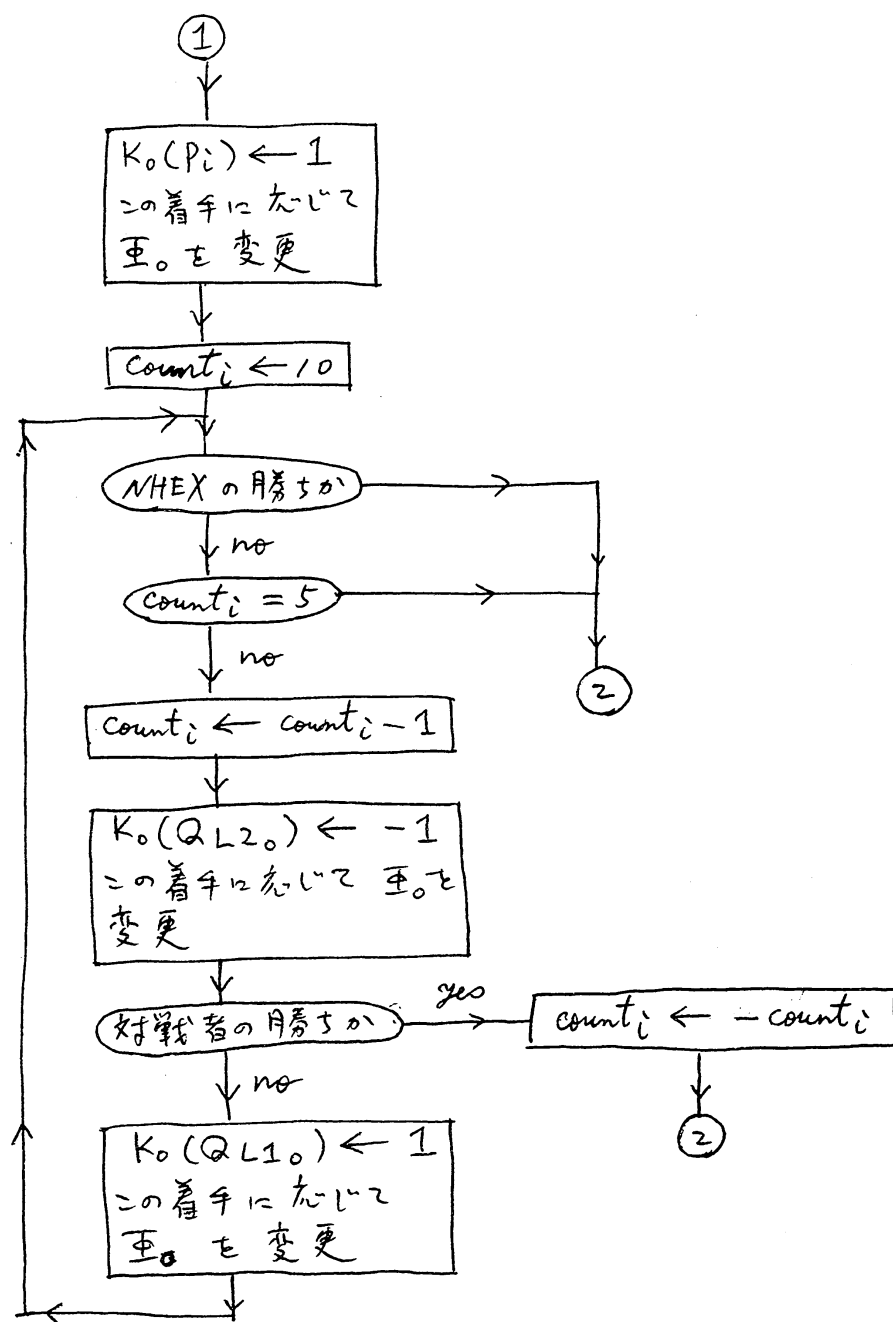 1
K₀(Pi) ← 1
この着手に応じて
王₀を変更
countᵢ ← 10
NHEXの勝ちか
no
countᵢ = 5
no
2
countᵢ ← countᵢ - 1
K₀(QL2₀) ← -1
この着手に応じて 王₀を
変更
対戦者の勝ちか
yes
countᵢ ← -countᵢ
no
2
K₀(QL1₀) ← 1
この着手に応じて
王₀を変更